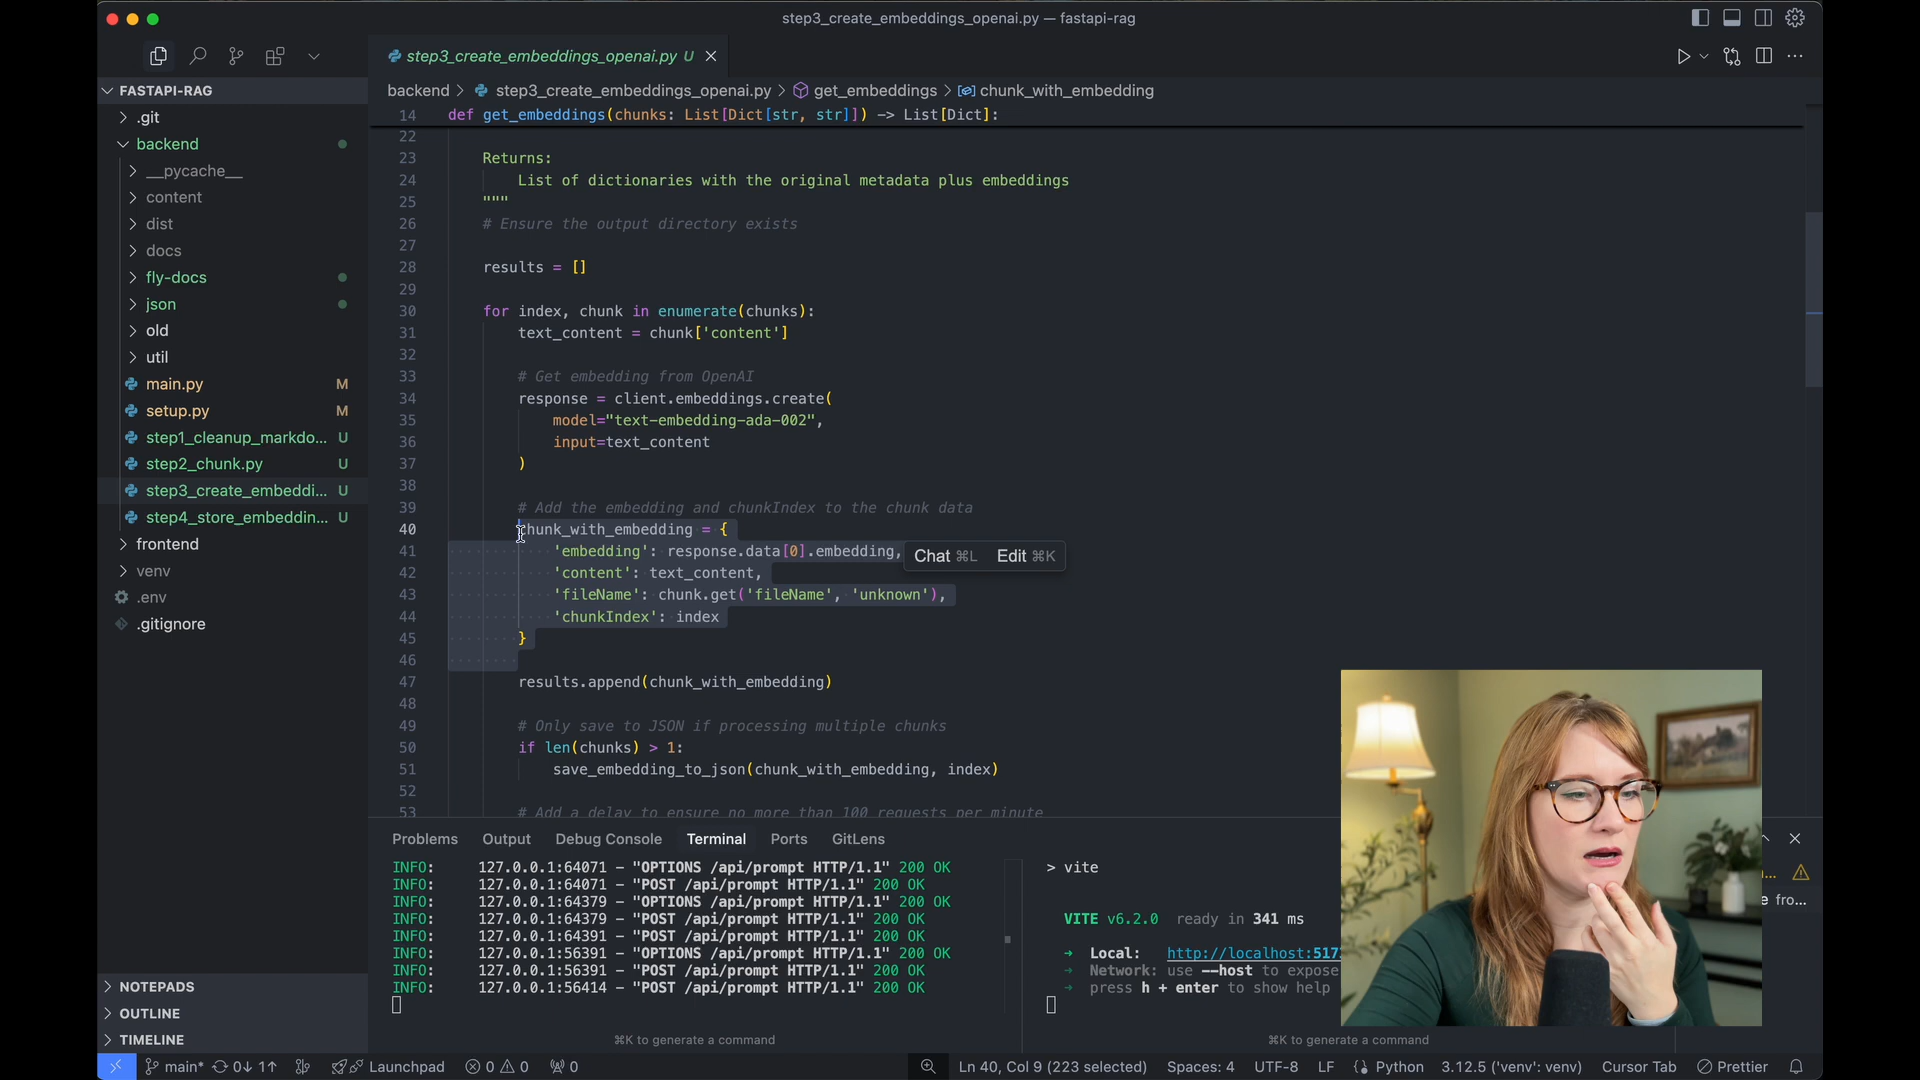 step3_create_embeddings_openai.py — fastapi-rag
step3_create_embeddings_openai.py U
FASTAPI-RAG
.git
backend
__pycache__
content
dist
docs
fly-docs
json
old
util
main.py M
setup.py M
step1_cleanup_markdo... U
step2_chunk.py U
step3_create_embeddi... U
step4_store_embeddin... U
frontend
venv
.env
.gitignore
NOTEPADS
OUTLINE
TIMELINE
backend > step3_create_embeddings_openai.py > get_embeddings > chunk_with_embedding
14 def get_embeddings(chunks: List[Dict[str, str]]) -> List[Dict]:
22
23 Returns:
24 List of dictionaries with the original metadata plus embeddings
25 """
26 # Ensure the output directory exists
27
28 results = []
29
30 for index, chunk in enumerate(chunks):
31 text_content = chunk['content']
32
33 # Get embedding from OpenAI
34 response = client.embeddings.create(
35 model="text-embedding-ada-002",
36 input=text_content
37 )
38
39 # Add the embedding and chunkIndex to the chunk data
40 chunk_with_embedding = {
41 'embedding': response.data[0].embedding,
Chat ⌘L Edit ⌘K
42 'content': text_content,
43 'fileName': chunk.get('fileName', 'unknown'),
44 'chunkIndex': index
45 }
46
47 results.append(chunk_with_embedding)
48
49 # Only save to JSON if processing multiple chunks
50 if len(chunks) > 1:
51 save_embedding_to_json(chunk_with_embedding, index)
52
53 # Add a delay to ensure no more than 100 requests per minute
Problems Output Debug Console Terminal Ports GitLens
INFO: 127.0.0.1:64071 – "OPTIONS /api/prompt HTTP/1.1" 200 OK
INFO: 127.0.0.1:64071 – "POST /api/prompt HTTP/1.1" 200 OK
INFO: 127.0.0.1:64379 – "OPTIONS /api/prompt HTTP/1.1" 200 OK
INFO: 127.0.0.1:64379 – "POST /api/prompt HTTP/1.1" 200 OK
INFO: 127.0.0.1:64391 – "POST /api/prompt HTTP/1.1" 200 OK
INFO: 127.0.0.1:56391 – "OPTIONS /api/prompt HTTP/1.1" 200 OK
INFO: 127.0.0.1:56391 – "POST /api/prompt HTTP/1.1" 200 OK
INFO: 127.0.0.1:56414 – "POST /api/prompt HTTP/1.1" 200 OK
⌘K to generate a command
> vite
VITE v6.2.0 ready in 341 ms
➜ Local: http://localhost:517
➜ Network: use --host to expose
➜ press h + enter to show help
⌘K to generate a command
fro...
main* 0↓ 1↑ Launchpad 0 0 0 Ln 40, Col 9 (223 selected) Spaces: 4 UTF-8 LF Python 3.12.5 ('venv': venv) Cursor Tab Prettier